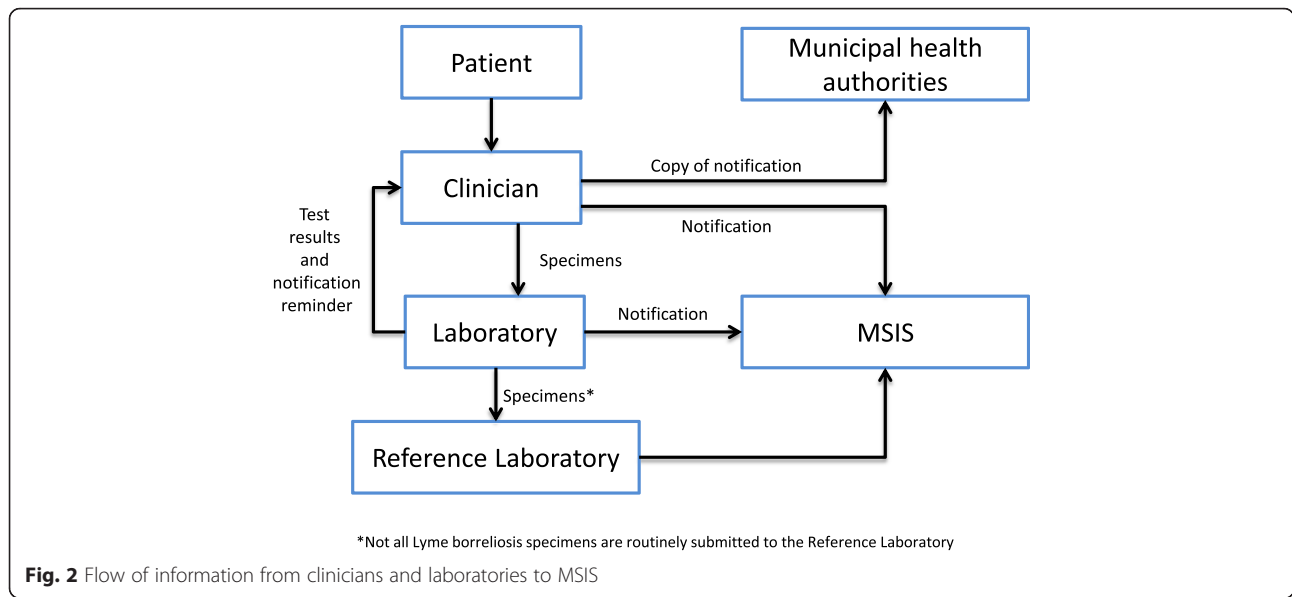 Patient
Municipal health
authorities
Clinician
Copy of notification
Notification
Test
results
and
notification
reminder
Specimens
Laboratory
Notification
MSIS
Specimens*
Reference Laboratory
*Not all Lyme borreliosis specimens are routinely submitted to the Reference Laboratory
Fig. 2 Flow of information from clinicians and laboratories to MSIS